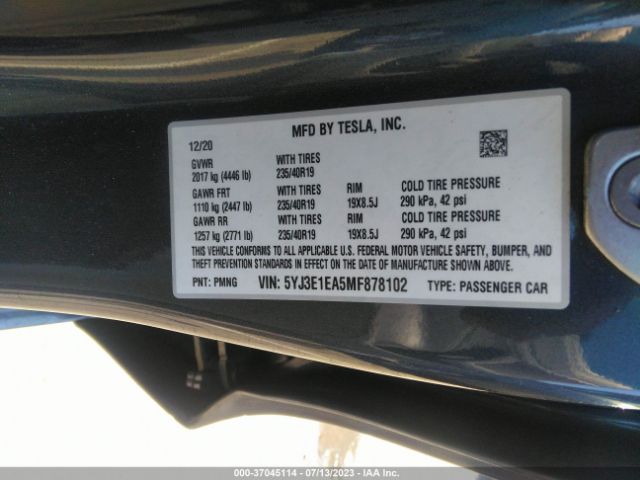 MFD BY TESLA, INC.
12/20
GVWR WITH TIRES
2017 kg (4446 lb) 235/40R19
GAWR FRT WITH TIRES RIM COLD TIRE PRESSURE
1110 kg (2447 lb) 235/40R19 19X8.5J 290 kPa, 42 psi
GAWR RR WITH TIRES RIM COLD TIRE PRESSURE
1257 kg (2771 lb) 235/40R19 19X8.5J 290 kPa, 42 psi
THIS VEHICLE CONFORMS TO ALL APPLICABLE U.S. FEDERAL MOTOR VEHICLE SAFETY, BUMPER, AND
THEFT PREVENTION STANDARDS IN EFFECT ON THE DATE OF MANUFACTURE SHOWN ABOVE.
PNT: PMNG VIN: 5YJ3E1EA5MF878102 TYPE: PASSENGER CAR
000-37045114 - 07/13/2023 - IAA Inc.